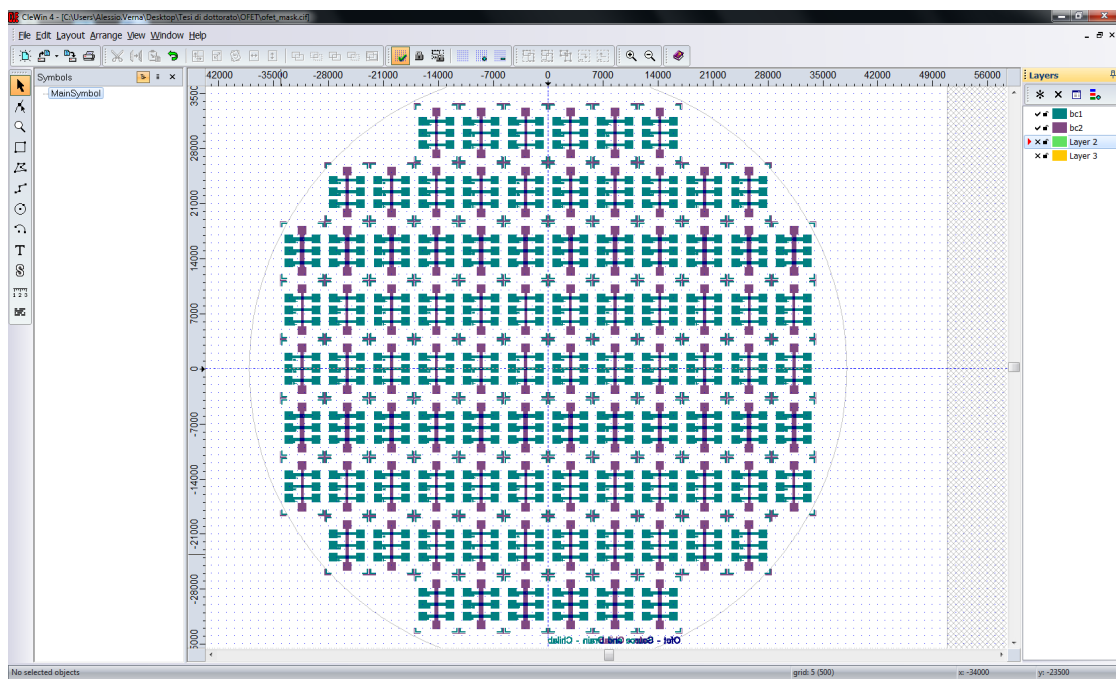 CleWin 4 - [C:\Users\Alessio.Verna\Desktop\Tesi di dottorato\OFET\ofet_mask.cif]
File Edit Layout Arrange View Window Help
Symbols
MainSymbol
42000 -35000 -28000 -21000 -14000 -7000 0 7000 14000 21000 28000 35000 42000 49000 56000
3500
28000
21000
14000
7000
0
-7000
-14000
-21000
-28000
5000
Layers
bc1
bc2
Layer 2
Layer 3
No selected objects
grid: 5 (500)
x: -34000
y: -23500